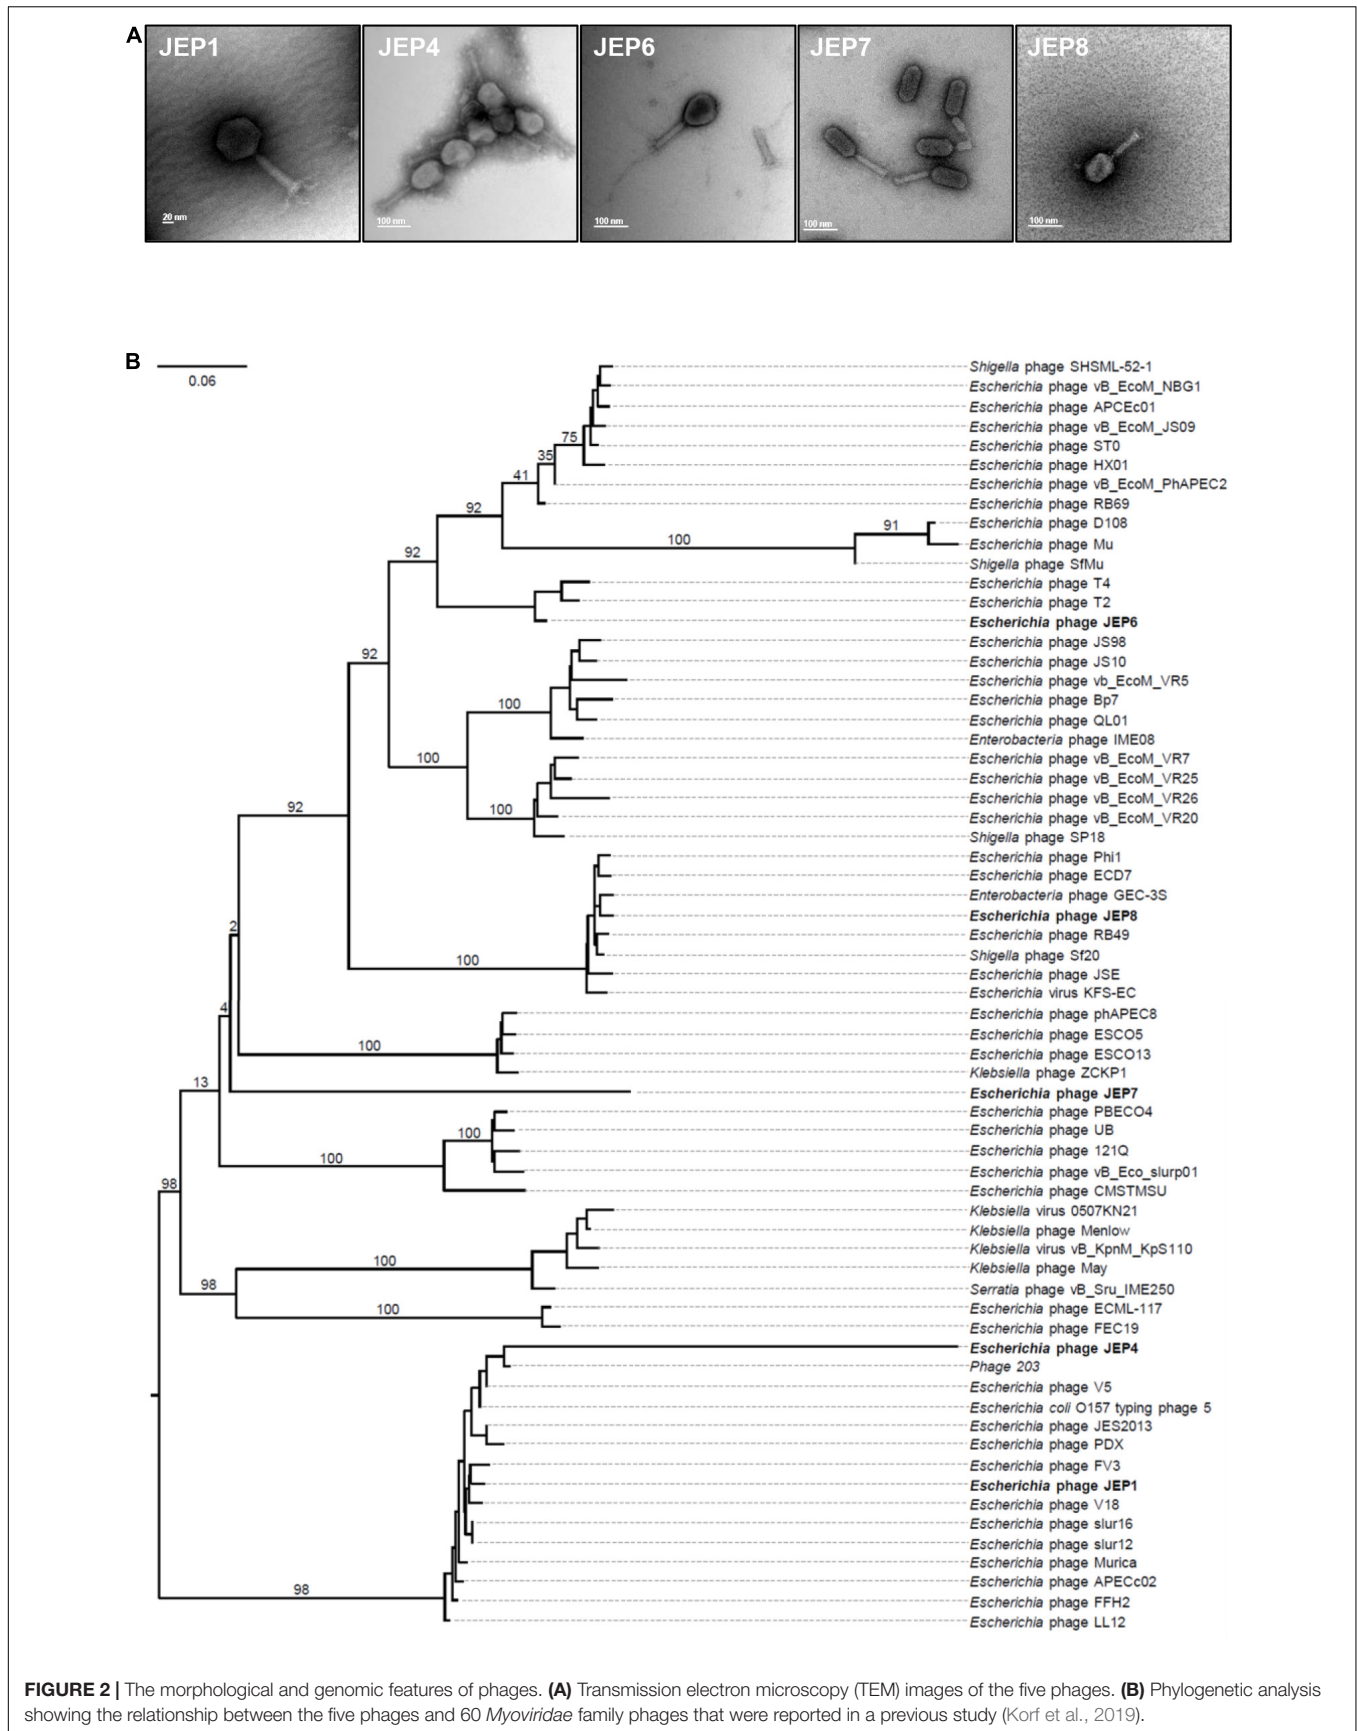 A
JEP1
JEP4
JEP6
JEP7
JEP8
20 nm
100 nm
100 nm
100 nm
100 nm
B
0.06
Shigella phage SHSML-52-1
Escherichia phage vB_EcoM_NBG1
Escherichia phage APCEc01
Escherichia phage vB_EcoM_JS09
75
Escherichia phage ST0
35
Escherichia phage HX01
41
Escherichia phage vB_EcoM_PhAPEC2
Escherichia phage RB69
92
Escherichia phage D108
91
100
Escherichia phage Mu
92
Shigella phage SfMu
Escherichia phage T4
Escherichia phage T2
Escherichia phage JEP6
Escherichia phage JS98
92
Escherichia phage JS10
Escherichia phage vb_EcoM_VR5
Escherichia phage Bp7
100
Escherichia phage QL01
Enterobacteria phage IME08
100
Escherichia phage vB_EcoM_VR7
Escherichia phage vB_EcoM_VR25
Escherichia phage vB_EcoM_VR26
92
100
Escherichia phage vB_EcoM_VR20
Shigella phage SP18
Escherichia phage Phi1
Escherichia phage ECD7
Enterobacteria phage GEC-3S
Escherichia phage JEP8
2
Escherichia phage RB49
Shigella phage Sf20
100
Escherichia phage JSE
Escherichia virus KFS-EC
4
Escherichia phage phAPEC8
Escherichia phage ESCO5
100
Escherichia phage ESCO13
Klebsiella phage ZCKP1
13
Escherichia phage JEP7
Escherichia phage PBECO4
100
Escherichia phage UB
100
Escherichia phage 121Q
Escherichia phage vB_Eco_slurp01
98
Escherichia phage CMSTMSU
Klebsiella virus 0507KN21
Klebsiella phage Menlow
Klebsiella virus vB_KpnM_KpS110
100
Klebsiella phage May
98
Serratia phage vB_Sru_IME250
100
Escherichia phage ECML-117
Escherichia phage FEC19
Escherichia phage JEP4
Phage 203
Escherichia phage V5
Escherichia coli O157 typing phage 5
Escherichia phage JES2013
Escherichia phage PDX
Escherichia phage FV3
Escherichia phage JEP1
Escherichia phage V18
Escherichia phage slur16
Escherichia phage slur12
Escherichia phage Murica
Escherichia phage APECc02
98
Escherichia phage FFH2
Escherichia phage LL12
FIGURE 2 | The morphological and genomic features of phages. (A) Transmission electron microscopy (TEM) images of the five phages. (B) Phylogenetic analysis
showing the relationship between the five phages and 60 Myoviridae family phages that were reported in a previous study (Korf et al., 2019).